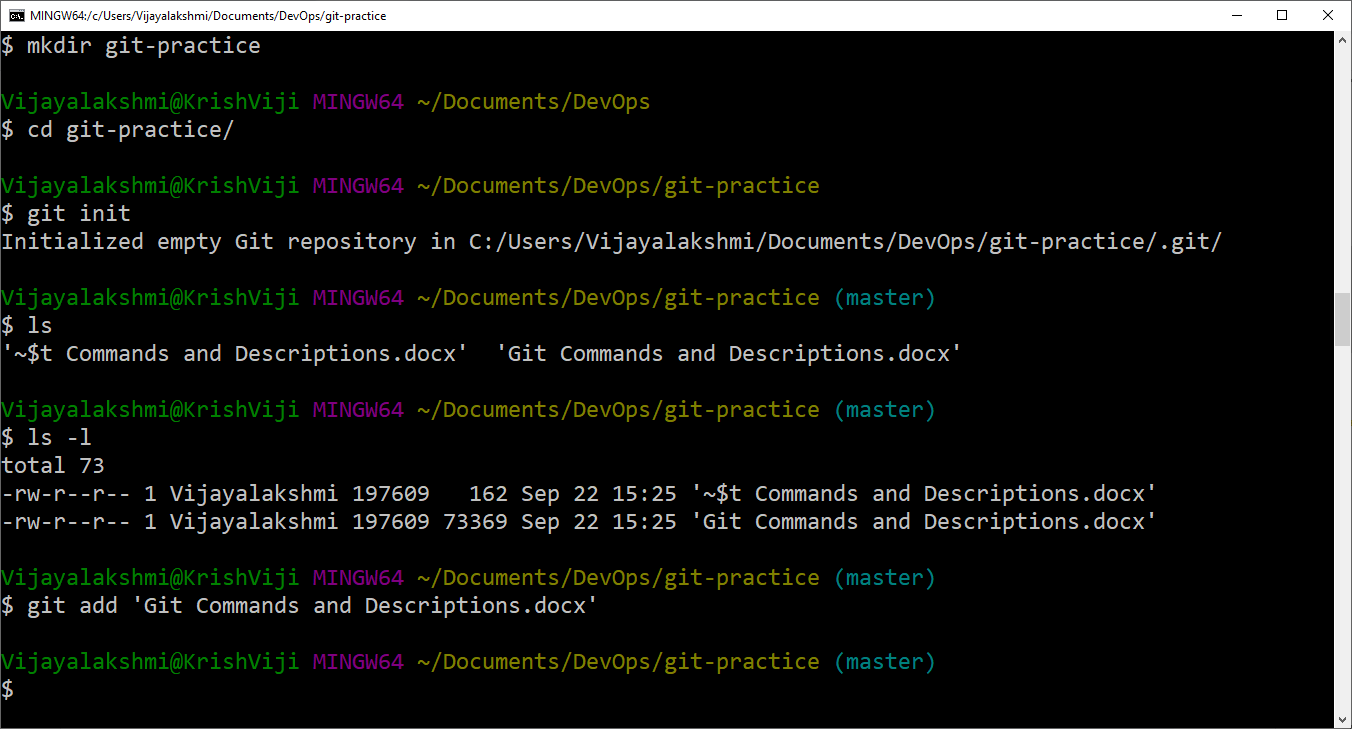 MINGW64:/c/Users/Vijayalakshmi/Documents/DevOps/git-practice
$ mkdir git-practice
Vijayalakshmi@KrishViji MINGW64 ~/Documents/DevOps
$ cd git-practice/
Vijayalakshmi@KrishViji MINGW64 ~/Documents/DevOps/git-practice
$ git init
Initialized empty Git repository in C:/Users/Vijayalakshmi/Documents/DevOps/git-practice/.git/
Vijayalakshmi@KrishViji MINGW64 ~/Documents/DevOps/git-practice (master)
$ ls
'~$t Commands and Descriptions.docx'  'Git Commands and Descriptions.docx'
Vijayalakshmi@KrishViji MINGW64 ~/Documents/DevOps/git-practice (master)
$ ls -l
total 73
-rw-r--r-- 1 Vijayalakshmi 197609   162 Sep 22 15:25 '~$t Commands and Descriptions.docx'
-rw-r--r-- 1 Vijayalakshmi 197609 73369 Sep 22 15:25 'Git Commands and Descriptions.docx'
Vijayalakshmi@KrishViji MINGW64 ~/Documents/DevOps/git-practice (master)
$ git add 'Git Commands and Descriptions.docx'
Vijayalakshmi@KrishViji MINGW64 ~/Documents/DevOps/git-practice (master)
$